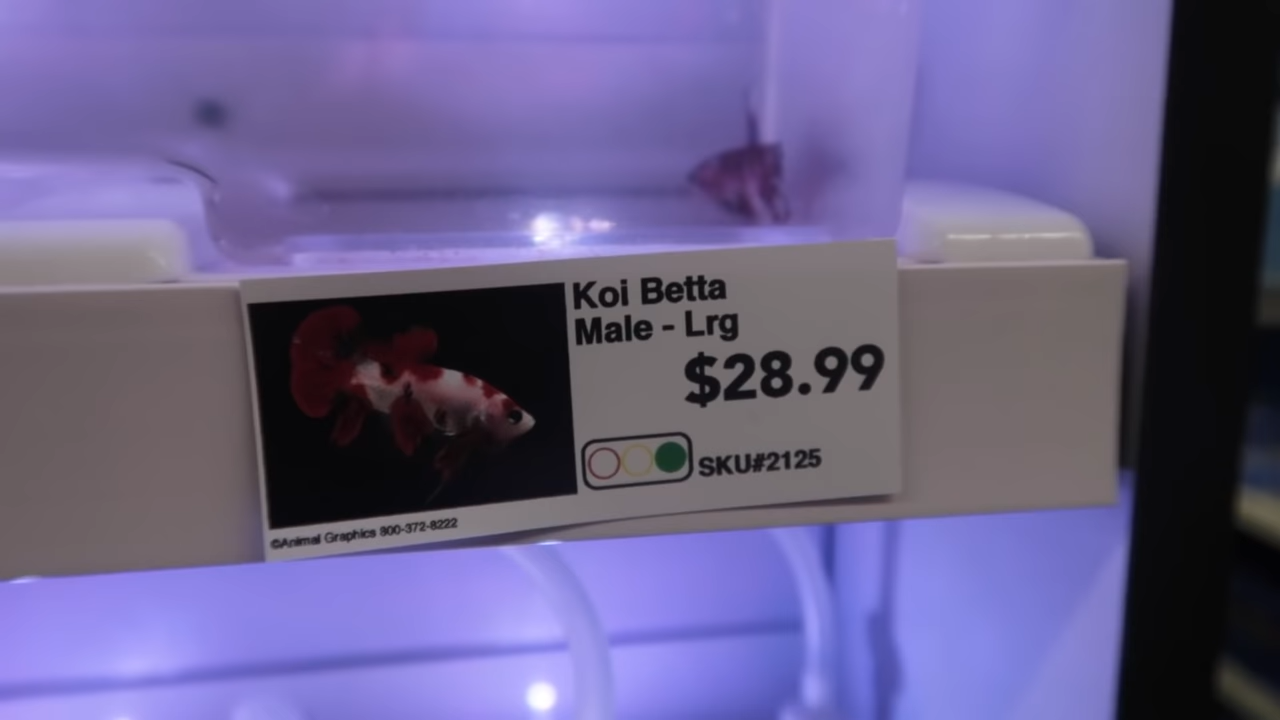 Koi Betta
Male - Lrg
$28.99
SKU#2125
©Animal Graphics 800-372-8222